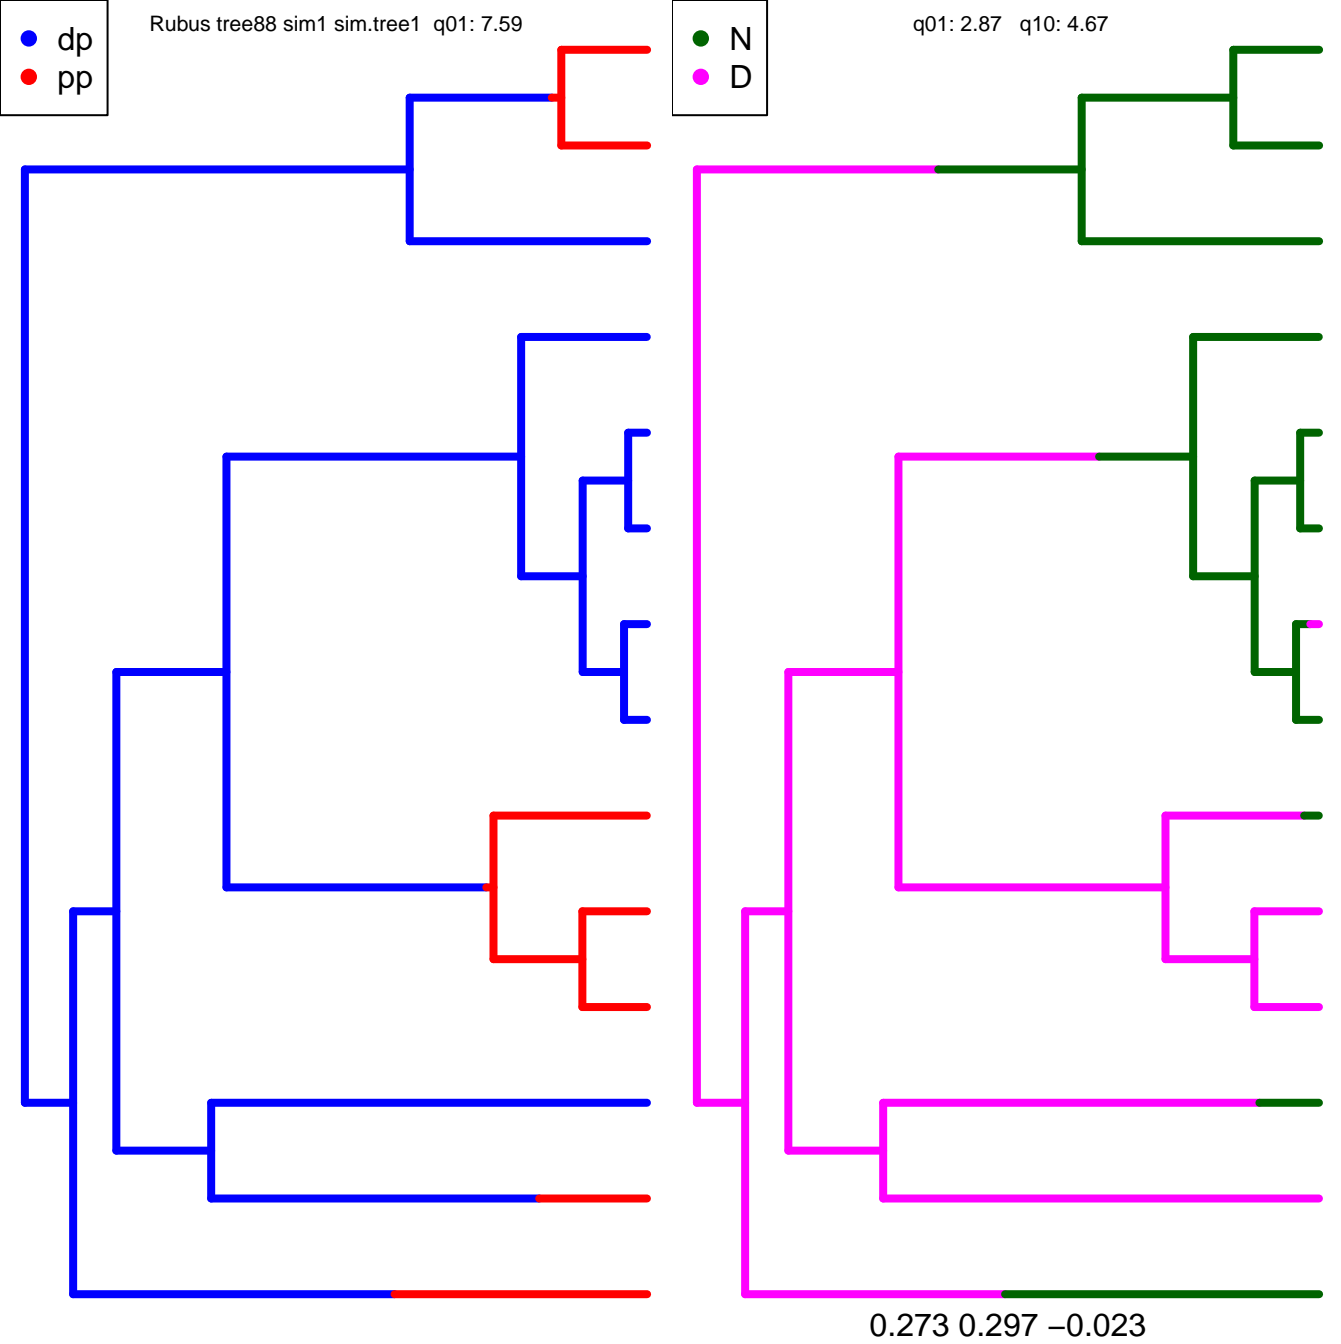 dp
pp
Rubus tree88 sim1 sim.tree1 q01: 7.59
N
D
q01: 2.87 q10: 4.67
0.273 0.297 −0.023